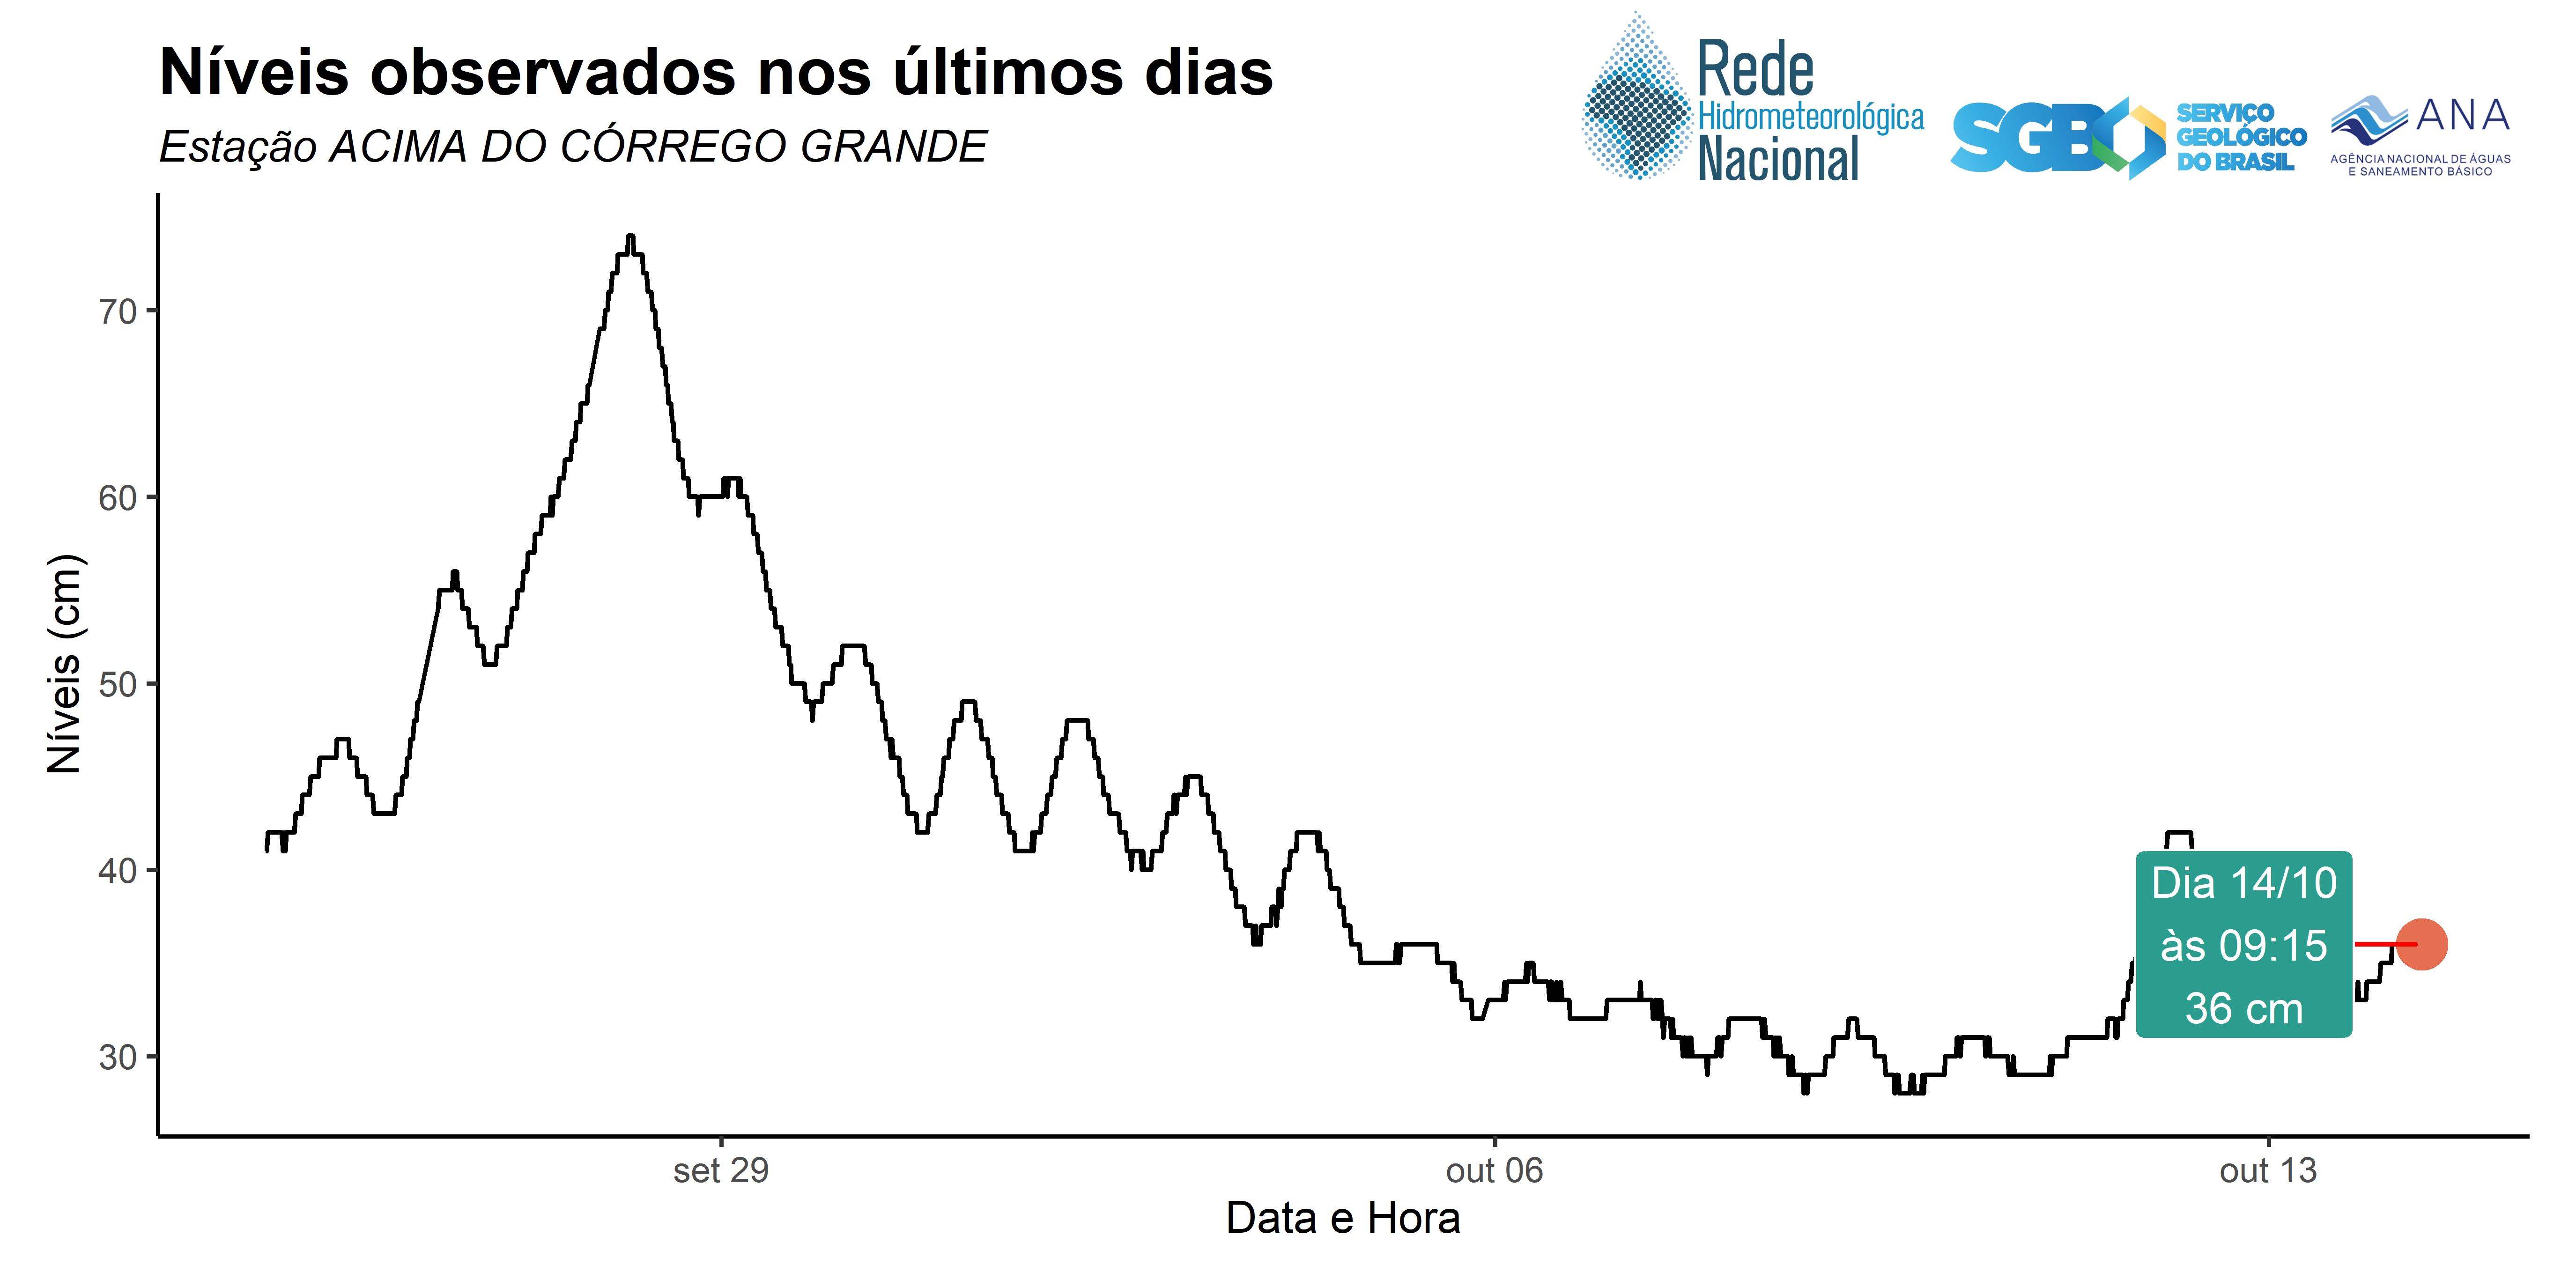 Níveis observados nos últimos dias
Estação ACIMA DO CÓRREGO GRANDE
Rede
Hidrometeorológica
Nacional
SGB
SERVIÇO
GEOLÓGICO
DO BRASIL
ANA
AGÊNCIA NACIONAL DE ÁGUAS
E SANEAMENTO BÁSICO
Níveis (cm)
70
60
50
40
30
Dia 14/10
às 09:15
36 cm
set 29
out 06
out 13
Data e Hora